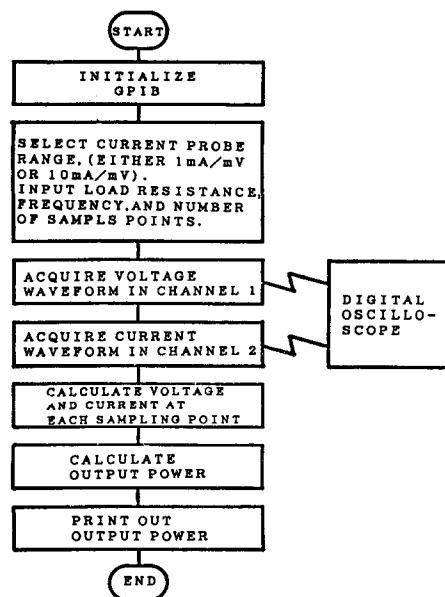 START
INITIALIZE
GPIB
SELECT CURRENT PROBE
RANGE, (EITHER 1mA/mV
OR 10mA/mV).
INPUT LOAD RESISTANCE,
FREQUENCY, AND NUMBER
OF SAMPLS POINTS.
ACQUIRE VOLTAGE
WAVEFORM IN CHANNEL 1
ACQUIRE CURRENT
WAVEFORM IN CHANNEL 2
DIGITAL
OSCILLO-
SCOPE
CALCULATE VOLTAGE
AND CURRENT AT
EACH SAMPLING POINT
CALCULATE
OUTPUT POWER
PRINT OUT
OUTPUT POWER
END